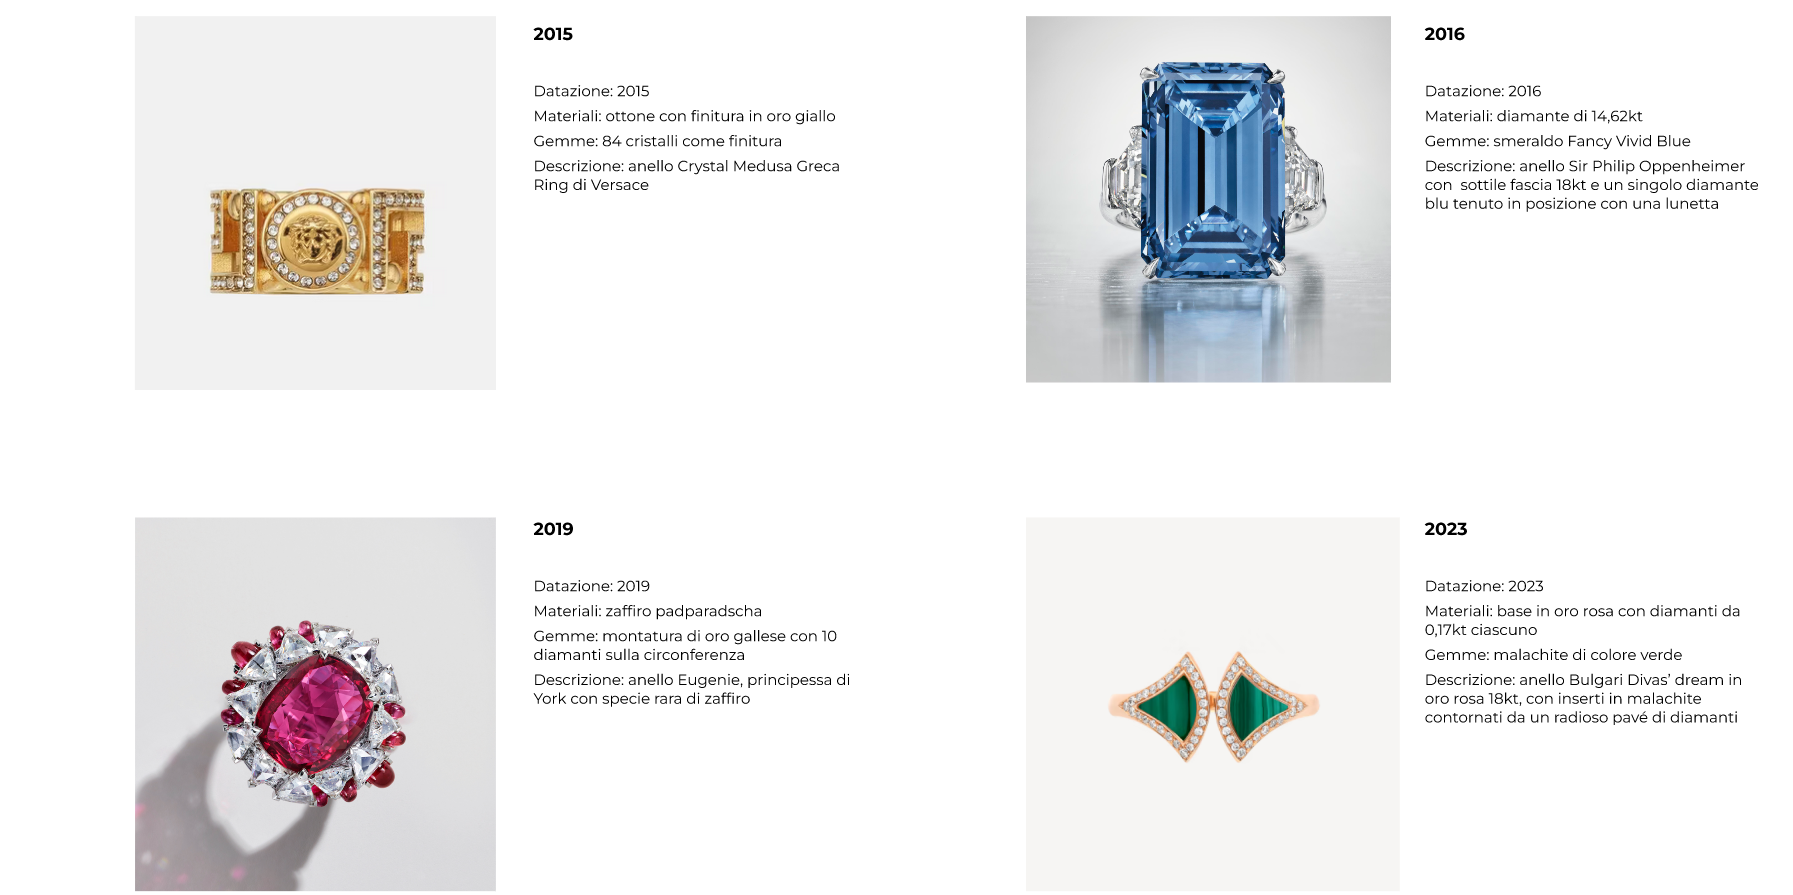 2015
Datazione: 2015
Materiali: ottone con finitura in oro giallo
Gemme: 84 cristalli come finitura
Descrizione: anello Crystal Medusa Greca
Ring di Versace
2016
Datazione: 2016
Materiali: diamante di 14,62kt
Gemme: smeraldo Fancy Vivid Blue
Descrizione: anello Sir Philip Oppenheimer
con  sottile fascia 18kt e un singolo diamante
blu tenuto in posizione con una lunetta
2019
Datazione: 2019
Materiali: zaffiro padparadscha
Gemme: montatura di oro gallese con 10
diamanti sulla circonferenza
Descrizione: anello Eugenie, principessa di
York con specie rara di zaffiro
2023
Datazione: 2023
Materiali: base in oro rosa con diamanti da
0,17kt ciascuno
Gemme: malachite di colore verde
Descrizione: anello Bulgari Divas’ dream in
oro rosa 18kt, con inserti in malachite
contornati da un radioso pavé di diamanti